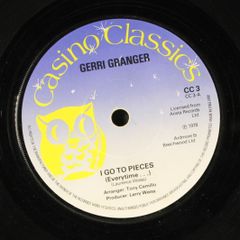 Casino Classics
GERRI GRANGER
CC 3
CC 3-A
Licensed from
Arista Records
Ltd
Ⓟ 1978
Ardmore &
Beechwood Ltd
I GO TO PIECES
(Everytime . . .)
Arranger Tony Camillo
Producer Larry Weiss